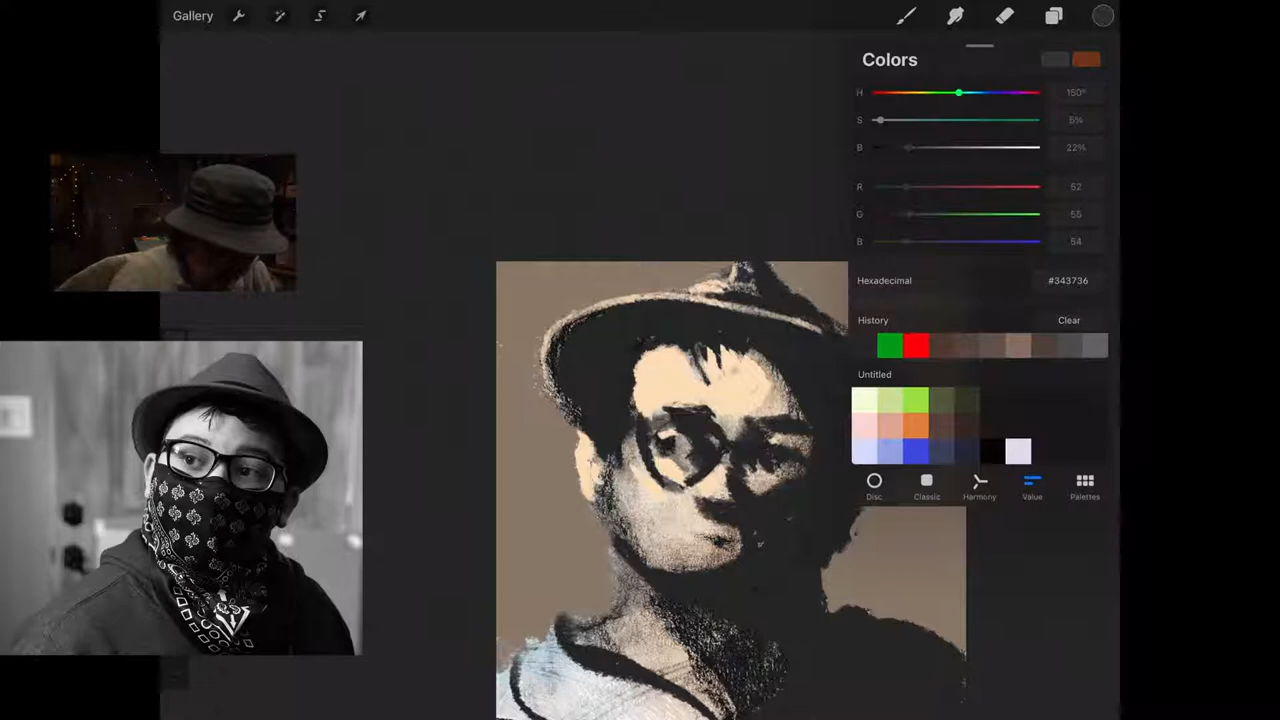 Gallery
Colors
H 150°
S 5%
B 22%
R 52
G 55
B 54
Hexadecimal #343736
History Clear
Untitled
Disc Classic Harmony Value Palettes